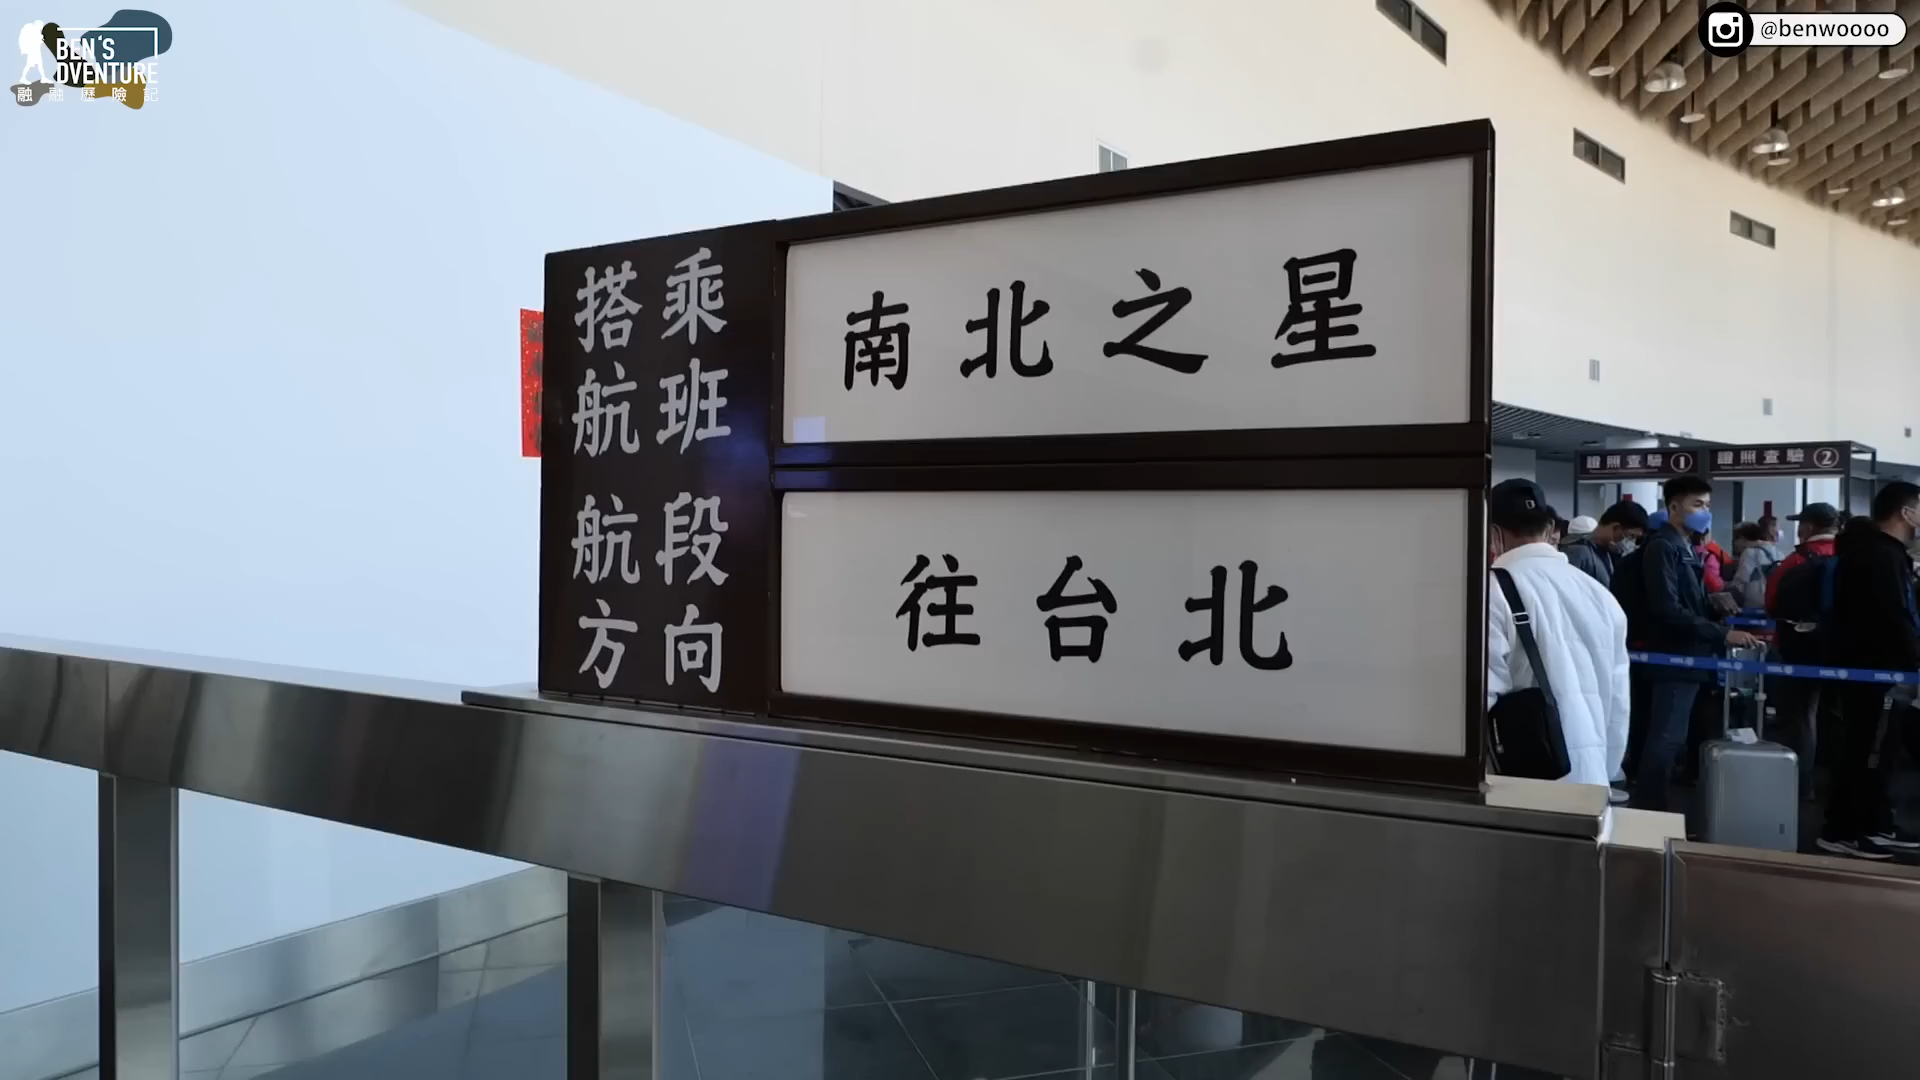 BEN'S
DVENTURE
融融歷險記
@benwoooo
搭乘
航班
南北之星
航段
方向
往台北
證照查驗 1
證照查驗 2